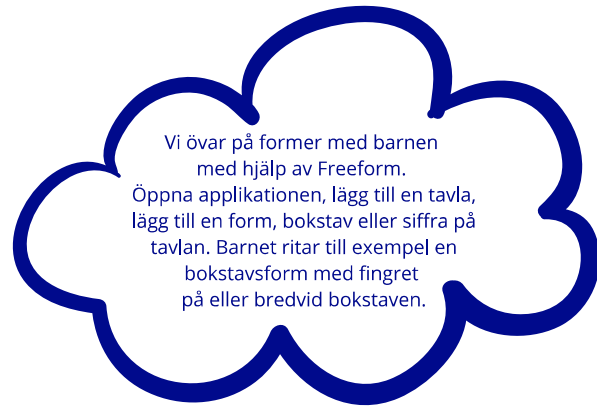 Vi övar på former med barnen
med hjälp av Freeform.
Öppna applikationen, lägg till en tavla,
lägg till en form, bokstav eller siffra på
tavlan. Barnet ritar till exempel en
bokstavsform med fingret
på eller bredvid bokstaven.